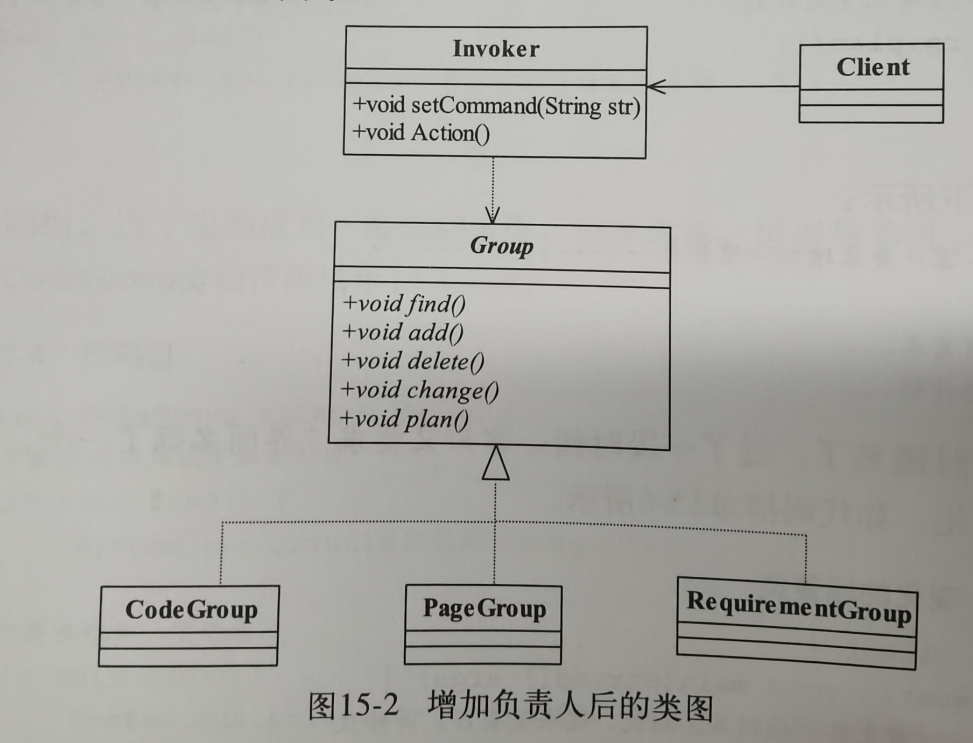 Invoker
+void setCommand(String str)
+void Action()
Client
Group
+void find()
+void add()
+void delete()
+void change()
+void plan()
CodeGroup
PageGroup
RequirementGroup
图15-2 增加负责人后的类图